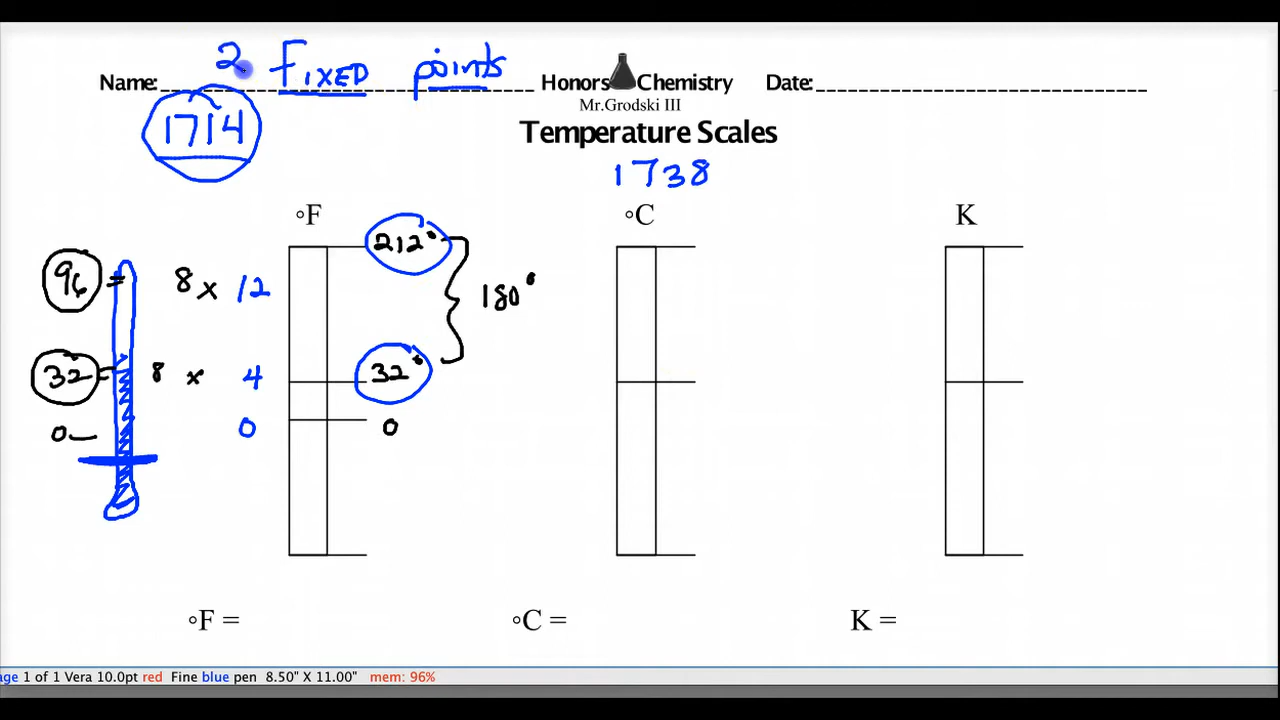 2 FIXED points
Name: Honors Chemistry Date:
Mr.Grodski III
1714
Temperature Scales
1738
°F °C K
212°
96 = 8 x 12 180°
32 = 8 x 4 32°
0 0 0
°F = °C = K =
age 1 of 1 Vera 10.0pt red Fine blue pen 8.50" X 11.00" mem: 96%